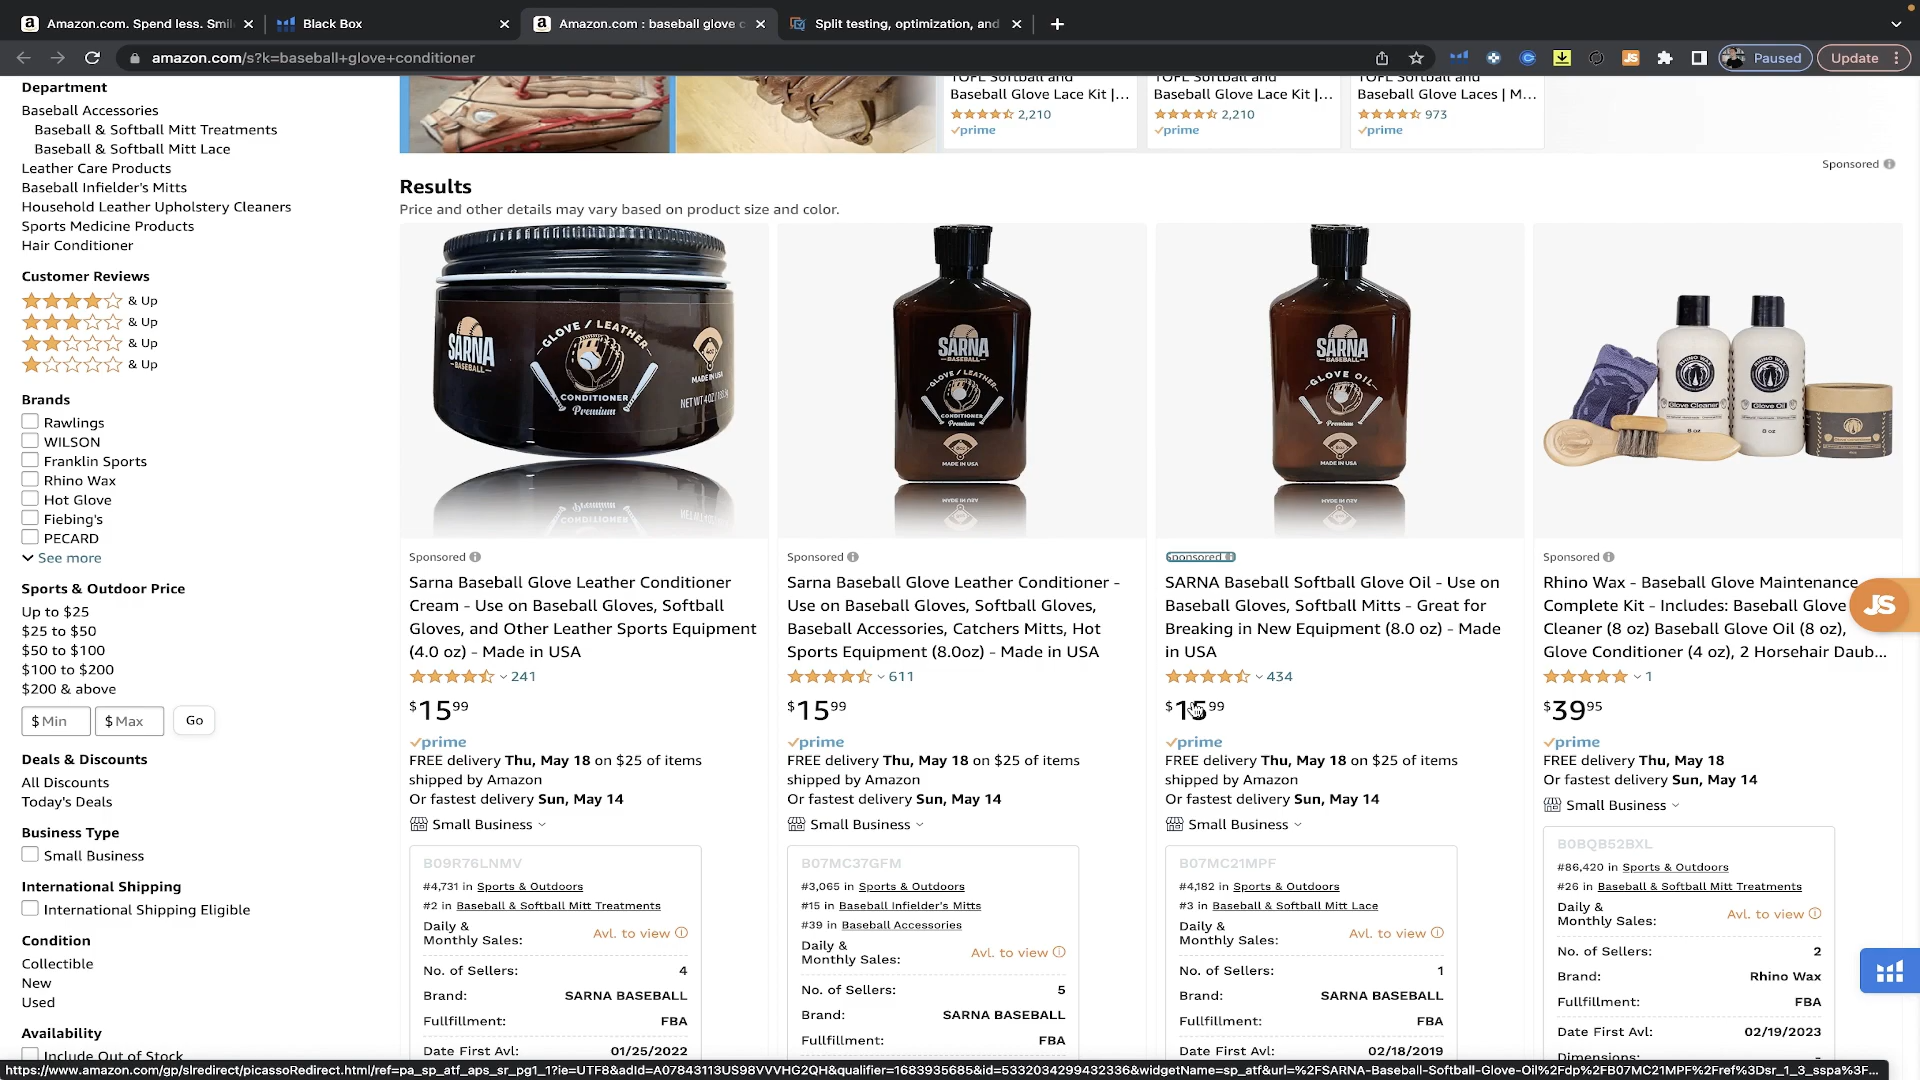 Amazon.com. Spend less. Smil
Black Box
Amazon.com : baseball glove c
Split testing, optimization, and
amazon.com/s?k=baseball+glove+conditioner
Paused
Update
Department
Baseball Accessories
Baseball & Softball Mitt Treatments
Baseball & Softball Mitt Lace
Leather Care Products
Baseball Infielder's Mitts
Household Leather Upholstery Cleaners
Sports Medicine Products
Hair Conditioner
Customer Reviews
& Up
& Up
& Up
& Up
Brands
Rawlings
WILSON
Franklin Sports
Rhino Wax
Hot Glove
Fiebing's
PECARD
See more
Sports & Outdoor Price
Up to $25
$25 to $50
$50 to $100
$100 to $200
$200 & above
$ Min $ Max Go
Deals & Discounts
All Discounts
Today's Deals
Business Type
Small Business
International Shipping
International Shipping Eligible
Condition
Collectible
New
Used
Availability
Include Out of Stock
TOFL Softball and
Baseball Glove Lace Kit |...
2,210
prime
TOFL Softball and
Baseball Glove Lace Kit |...
2,210
prime
TOFL Softball and
Baseball Glove Laces | M...
973
prime
Sponsored
Results
Price and other details may vary based on product size and color.
SARNA
BASEBALL
GLOVE / LEATHER
CONDITIONER
Premium
MADE IN USA
NET WT 4 OZ
SARNA
BASEBALL
GLOVE / LEATHER
CONDITIONER
Premium
MADE IN USA
SARNA
BASEBALL
GLOVE OIL
Premium
MADE IN USA
RHINO WAX
Glove Cleaner
8 oz
RHINO WAX
Glove Oil
8 oz
Sponsored
Sarna Baseball Glove Leather Conditioner
Cream - Use on Baseball Gloves, Softball
Gloves, and Other Leather Sports Equipment
(4.0 oz) - Made in USA
241
$15 99
prime
FREE delivery Thu, May 18 on $25 of items
shipped by Amazon
Or fastest delivery Sun, May 14
Small Business
B09R76LNMV
#4,731 in Sports & Outdoors
#2 in Baseball & Softball Mitt Treatments
Daily &
Monthly Sales: Avl. to view
No. of Sellers: 4
Brand: SARNA BASEBALL
Fullfillment: FBA
Date First Avl: 01/25/2022
Sponsored
Sarna Baseball Glove Leather Conditioner -
Use on Baseball Gloves, Softball Gloves,
Baseball Accessories, Catchers Mitts, Hot
Sports Equipment (8.0oz) - Made in USA
611
$15 99
prime
FREE delivery Thu, May 18 on $25 of items
shipped by Amazon
Or fastest delivery Sun, May 14
Small Business
B07MC37GFM
#3,065 in Sports & Outdoors
#15 in Baseball Infielder's Mitts
#39 in Baseball Accessories
Daily &
Monthly Sales: Avl. to view
No. of Sellers: 5
Brand: SARNA BASEBALL
Fullfillment: FBA
Sponsored
SARNA Baseball Softball Glove Oil - Use on
Baseball Gloves, Softball Mitts - Great for
Breaking in New Equipment (8.0 oz) - Made
in USA
434
$15 99
prime
FREE delivery Thu, May 18 on $25 of items
shipped by Amazon
Or fastest delivery Sun, May 14
Small Business
B07MC21MPF
#4,182 in Sports & Outdoors
#3 in Baseball & Softball Mitt Lace
Daily &
Monthly Sales: Avl. to view
No. of Sellers: 1
Brand: SARNA BASEBALL
Fullfillment: FBA
Date First Avl: 02/18/2019
Sponsored
Rhino Wax - Baseball Glove Maintenance
Complete Kit - Includes: Baseball Glove
Cleaner (8 oz) Baseball Glove Oil (8 oz),
Glove Conditioner (4 oz), 2 Horsehair Daub...
1
$39 95
prime
FREE delivery Thu, May 18
Or fastest delivery Sun, May 14
Small Business
B0BQB52BXL
#86,420 in Sports & Outdoors
#26 in Baseball & Softball Mitt Treatments
Daily &
Monthly Sales: Avl. to view
No. of Sellers: 2
Brand: Rhino Wax
Fullfillment: FBA
Date First Avl: 02/19/2023
Dimensions: -
JS
https://www.amazon.com/gp/slredirect/picassoRedirect.html/ref=pa_sp_atf_aps_sr_pg1_1?ie=UTF8&adId=A07843113US98VVVHG2QH&qualifier=1683935685&id=5332034299432336&widgetName=sp_atf&url=%2FSARNA-Baseball-Softball-Glove-Oil%2Fdp%2FB07MC21MPF%2Fref%3Dsr_1_3_sspa%3F...